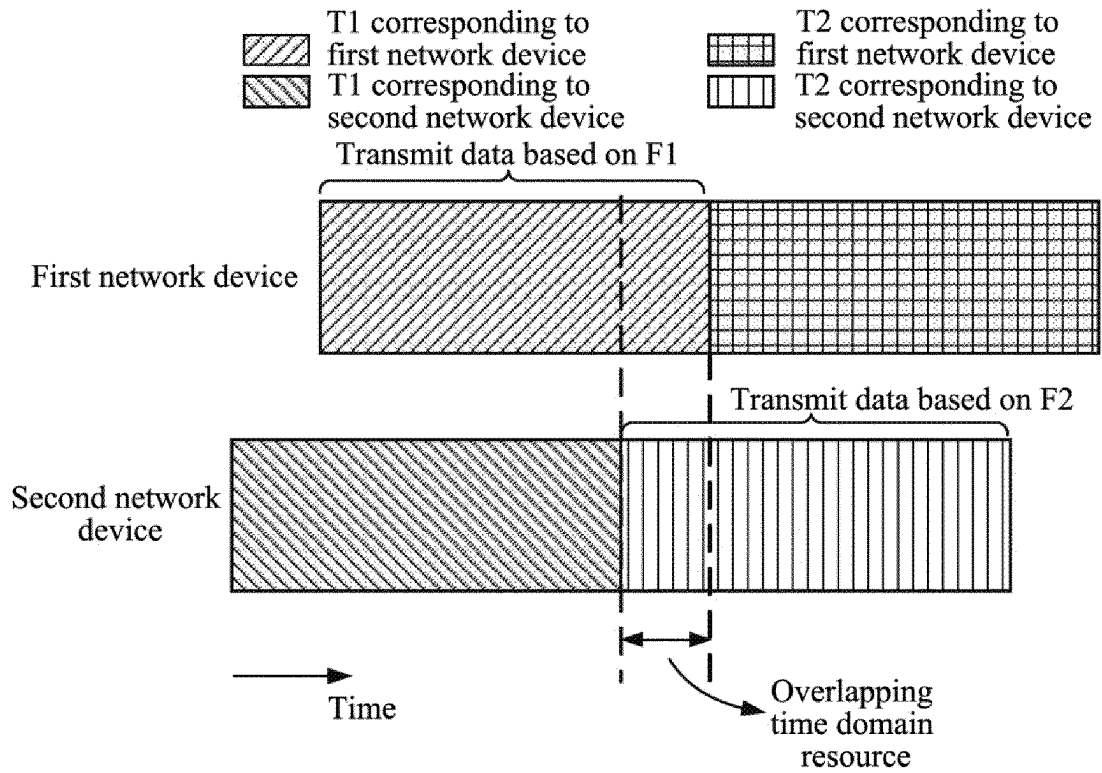 T1 corresponding to
first network device
T1 corresponding to
second network device
T2 corresponding to
first network device
T2 corresponding to
second network device
Transmit data based on F1
First network device
Transmit data based on F2
Second network
device
Time
Overlapping
time domain
resource